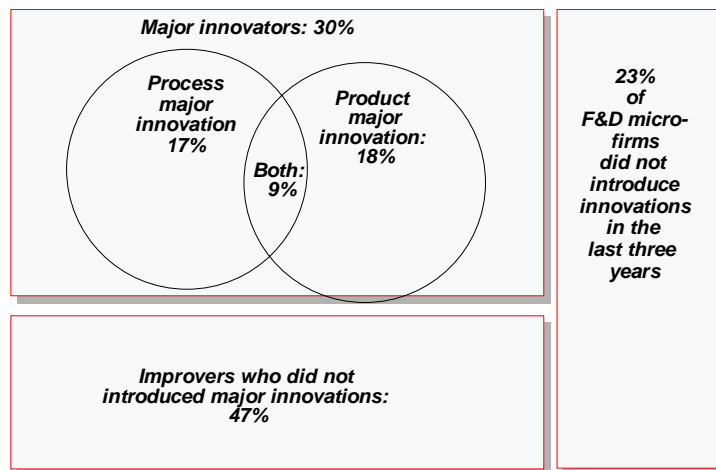 Major innovators: 30%
Process
major
innovation
17%
Product
major
innovation:
18%
Both:
9%
23%
of
F&D micro-
firms
did not
introduce
innovations
in the
last three
years
Improvers who did not
introduced major innovations:
47%